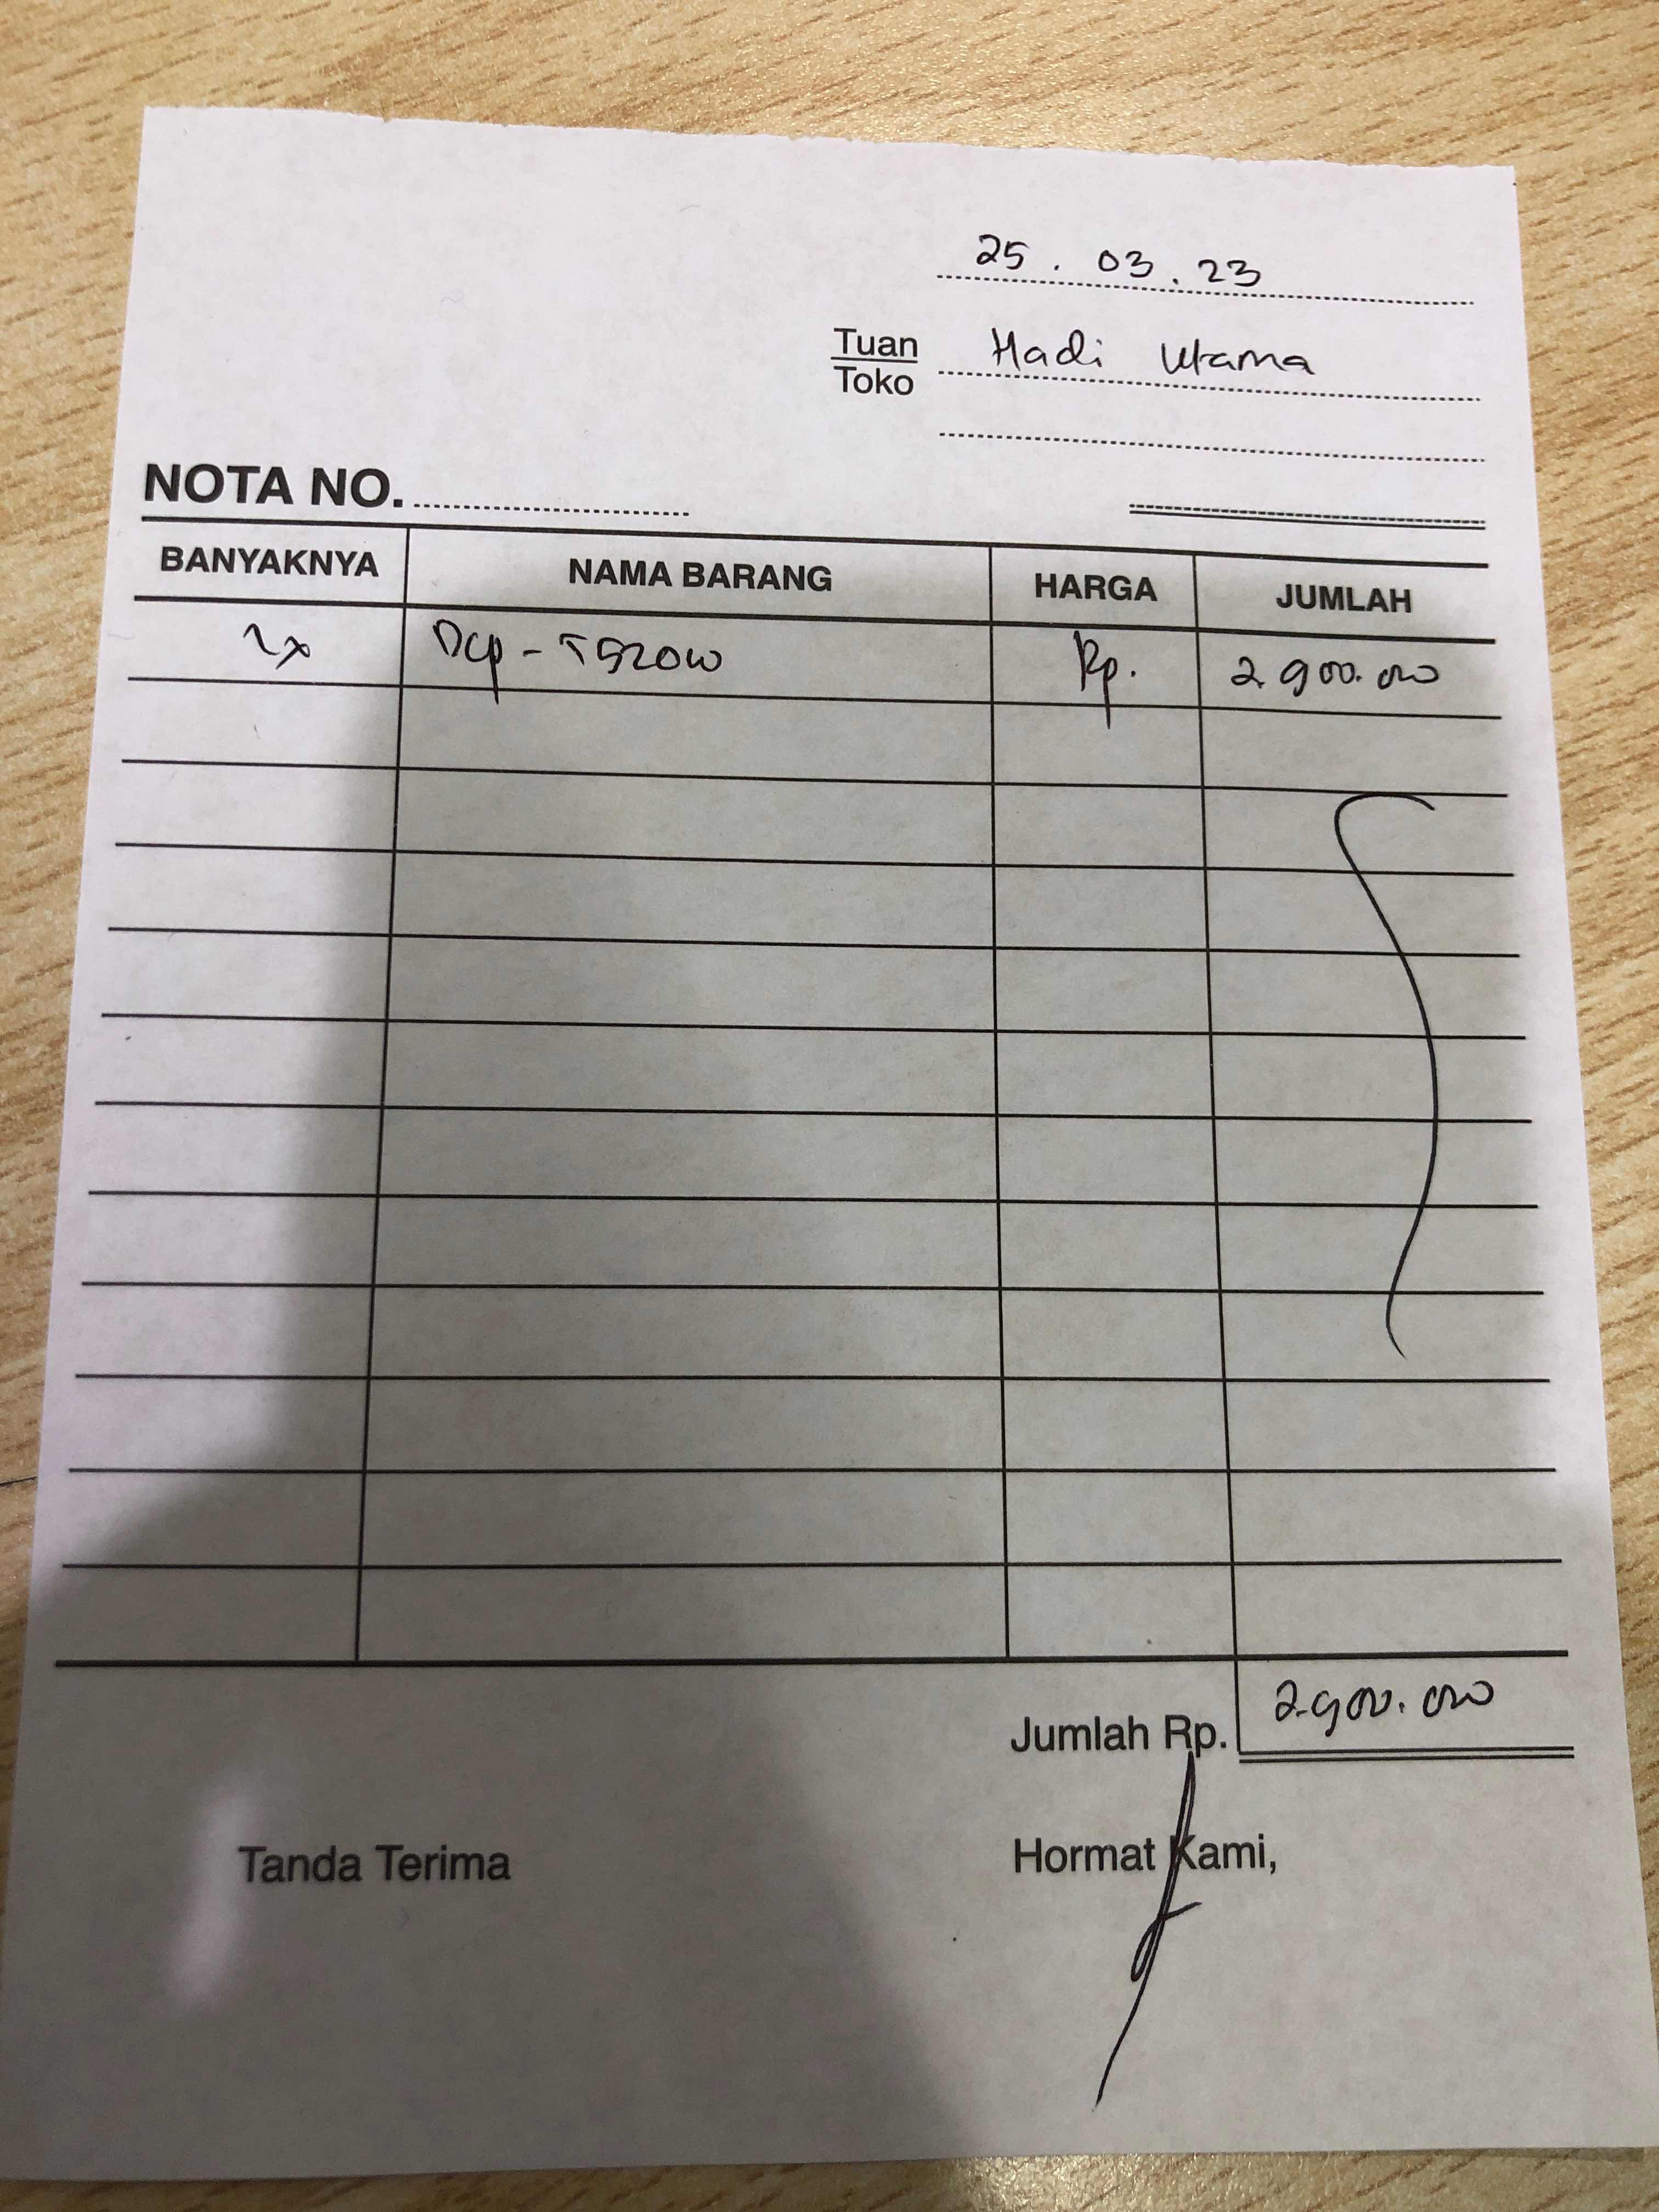 25 . 03 . 23
Tuan Hadi Utama
Toko
NOTA NO.
BANYAKNYA NAMA BARANG HARGA JUMLAH
1x Dcp - T520W Rp. 2.900.000
Jumlah Rp. 2.900.000
Tanda Terima Hormat Kami,